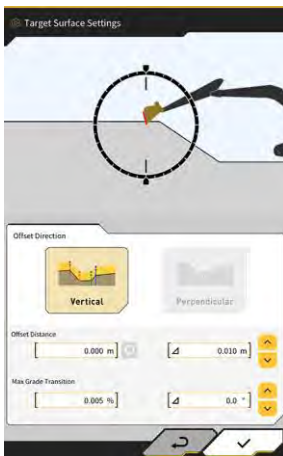 Target Surface Settings
Offset Direction
Vertical
Perpendicular
Offset Distance
[ 0.000 m] [⊿ 0.010 m]
Max Grade Transition
[ 0.005 %] [⊿ 0.0 °]